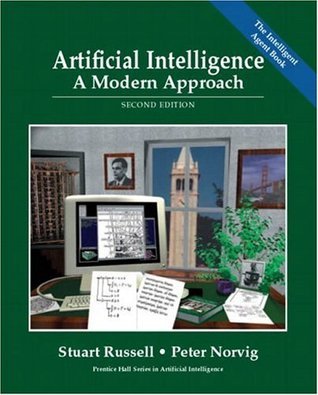 The Intelligent
Agent Book
Artificial Intelligence
A Modern Approach
SECOND EDITION
Stuart Russell • Peter Norvig
Prentice Hall Series in Artificial Intelligence